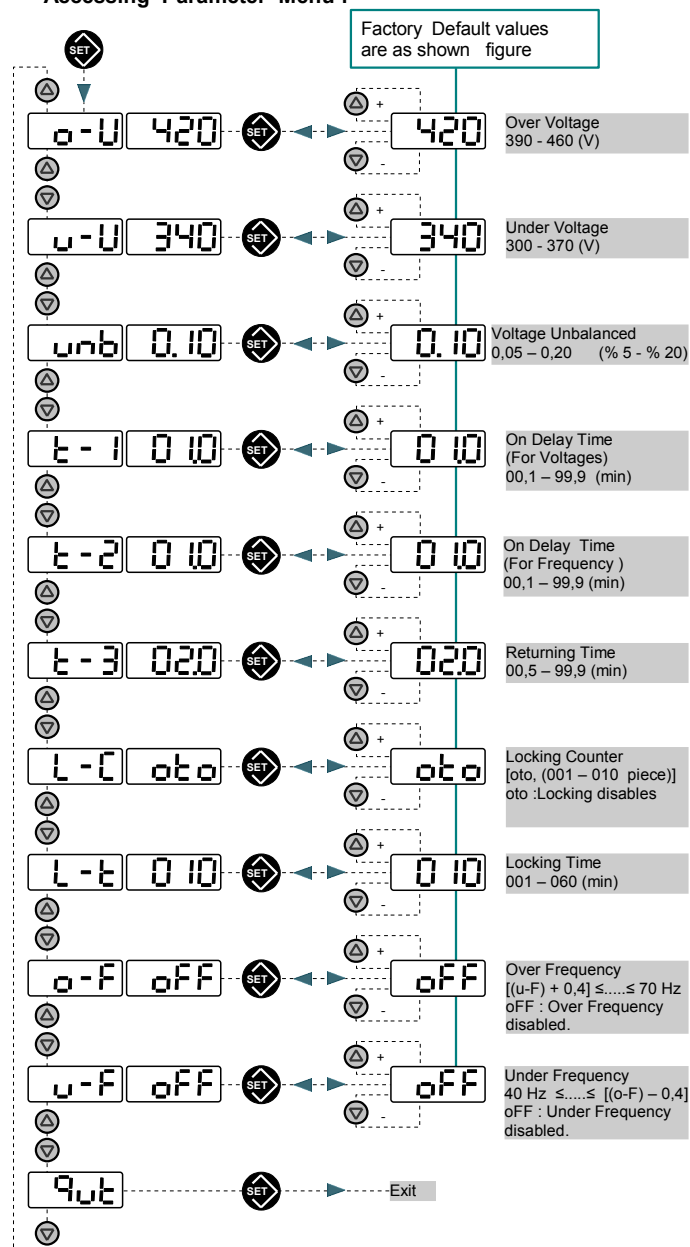 Accessing Parameter Menu :
Factory Default values
are as shown figure
SET
+
o-U 420 SET 420
-
Over Voltage
390 - 460 (V)
+
u-U 340 SET 340
-
Under Voltage
300 - 370 (V)
+
unb 0.10 SET 0.10
-
Voltage Unbalanced
0,05 – 0,20 (% 5 - % 20)
+
t-1 01.0 SET 01.0
-
On Delay Time
(For Voltages)
00,1 – 99,9 (min)
+
t-2 01.0 SET 01.0
-
On Delay Time
(For Frequency )
00,1 – 99,9 (min)
+
t-3 02.0 SET 02.0
-
Returning Time
00,5 – 99,9 (min)
+
L-C oto SET oto
-
Locking Counter
[oto, (001 – 010 piece)]
oto :Locking disables
+
L-t 010 SET 010
-
Locking Time
001 – 060 (min)
+
o-F oFF SET oFF
-
Over Frequency
[(u-F) + 0,4] ≤.....≤ 70 Hz
oFF : Over Frequency
disabled.
+
u-F oFF SET oFF
-
Under Frequency
40 Hz ≤.....≤ [(o-F) – 0,4]
oFF : Under Frequency
disabled.
qut SET Exit